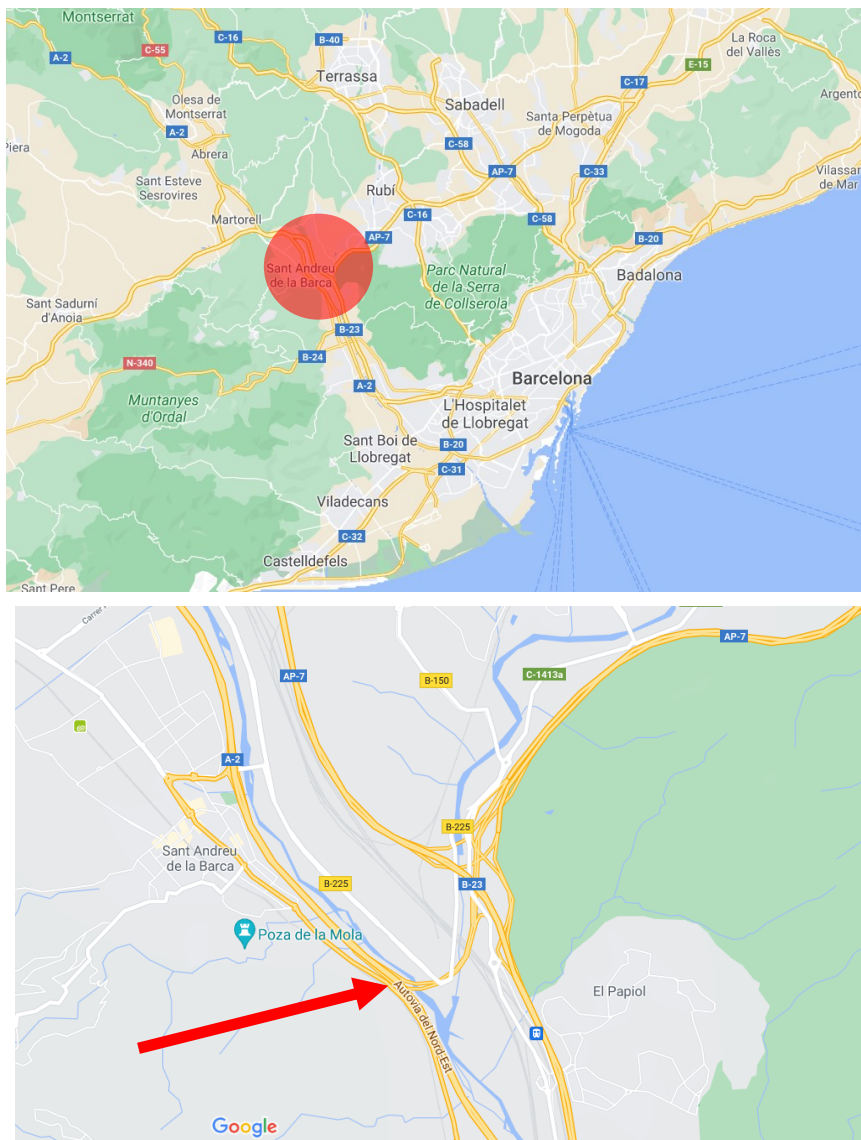 Montserrat
C-16
B-40
La Roca
del Vallès
C-55
A-2
Terrassa
E-15
C-17
Olesa de
Montserrat
Sabadell
Argento
Santa Perpètua
de Mogoda
A-2
C-58
Piera
Abrera
AP-7
C-33
Vilassar
de Mar
Sant Esteve
Sesrovires
Rubí
Martorell
C-16
C-58
AP-7
B-20
Sant Andreu
de la Barca
Parc Natural
de la Serra
de Collserola
Badalona
Sant Sadurní
d'Anoia
B-23
B-24
N-340
Barcelona
A-2
Muntanyes
d'Ordal
L'Hospitalet
de Llobregat
Sant Boi de
Llobregat
B-20
C-31
Viladecans
C-32
Castelldefels
Sant Pere
Carrer
AP-7
AP-7
B-150
C-1413a
A-2
B-225
Sant Andreu
de la Barca
B-225
B-23
Poza de la Mola
Autovia del Nord-Est
El Papiol
Google